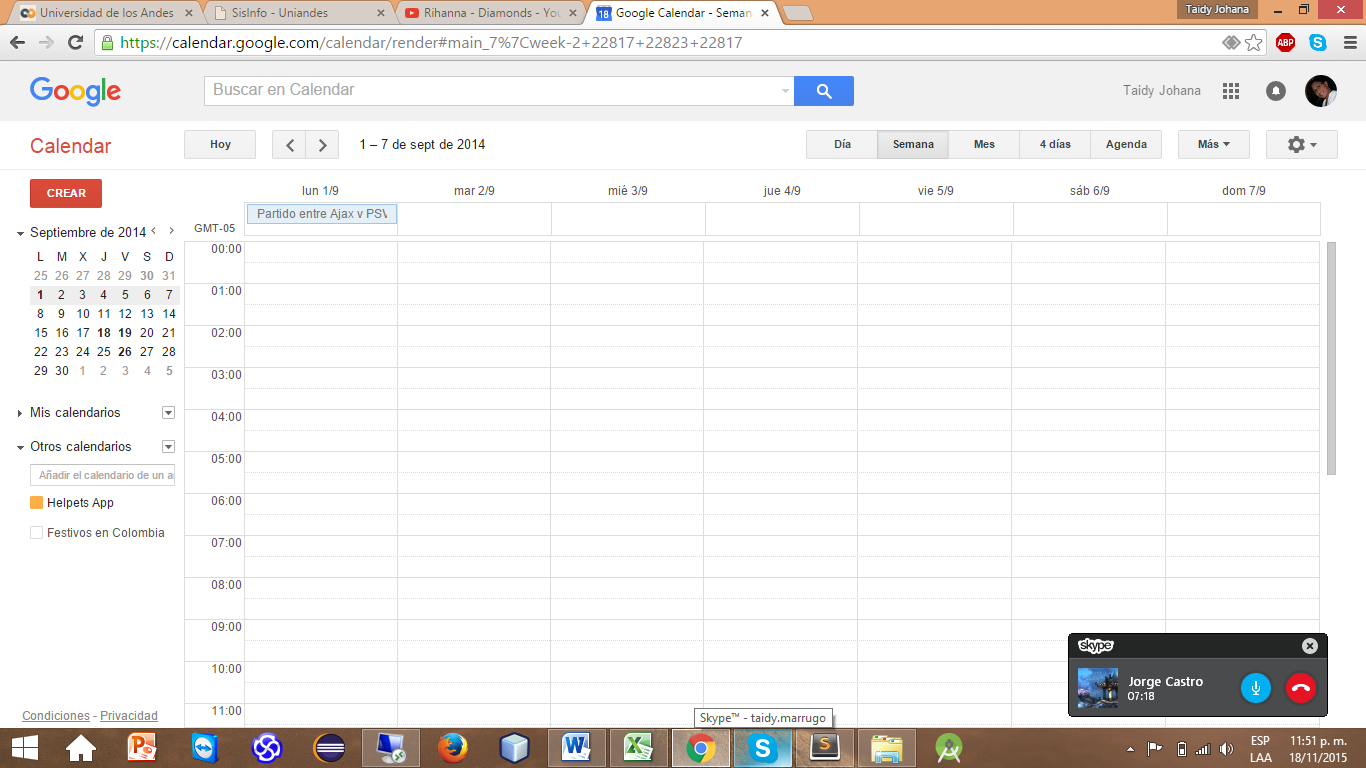 Universidad de los Andes
SisInfo - Uniandes
Rihanna - Diamonds - You
Google Calendar - Seman
Taidy Johana
https://calendar.google.com/calendar/render#main_7%7Cweek-2+22817+22823+22817
ABP
Google
Buscar en Calendar
Taidy Johana
Calendar
Hoy
1 – 7 de sept de 2014
Día
Semana
Mes
4 días
Agenda
Más
CREAR
Septiembre de 2014
L M X J V S D
25 26 27 28 29 30 31
1 2 3 4 5 6 7
8 9 10 11 12 13 14
15 16 17 18 19 20 21
22 23 24 25 26 27 28
29 30 1 2 3 4 5
Mis calendarios
Otros calendarios
Añadir el calendario de un a
Helpets App
Festivos en Colombia
Condiciones - Privacidad
lun 1/9
mar 2/9
mié 3/9
jue 4/9
vie 5/9
sáb 6/9
dom 7/9
Partido entre Ajax v PSV
GMT-05
00:00
01:00
02:00
03:00
04:00
05:00
06:00
07:00
08:00
09:00
10:00
11:00
skype
Jorge Castro
07:18
Skype™ - taidy.marrugo
ESP
LAA
11:51 p. m.
18/11/2015